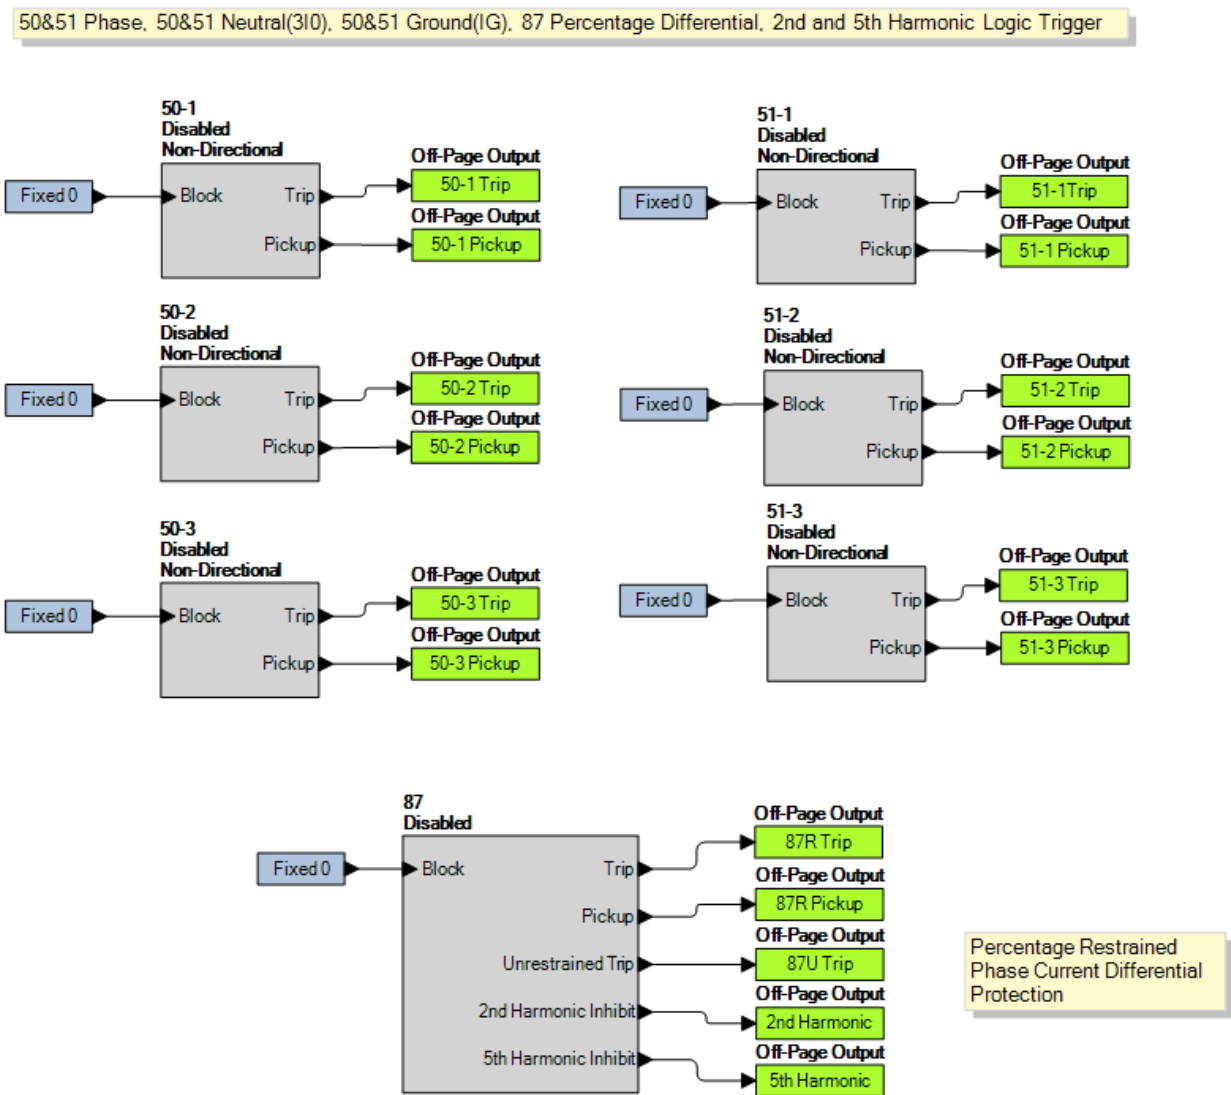 50&51 Phase, 50&51 Neutral(3I0), 50&51 Ground(IG), 87 Percentage Differential, 2nd and 5th Harmonic Logic Trigger
50-1
Disabled
Non-Directional
Fixed 0
Block
Trip
Pickup
Off-Page Output
50-1 Trip
Off-Page Output
50-1 Pickup
51-1
Disabled
Non-Directional
Fixed 0
Block
Trip
Pickup
Off-Page Output
51-1Trip
Off-Page Output
51-1 Pickup
50-2
Disabled
Non-Directional
Fixed 0
Block
Trip
Pickup
Off-Page Output
50-2 Trip
Off-Page Output
50-2 Pickup
51-2
Disabled
Non-Directional
Fixed 0
Block
Trip
Pickup
Off-Page Output
51-2 Trip
Off-Page Output
51-2 Pickup
50-3
Disabled
Non-Directional
Fixed 0
Block
Trip
Pickup
Off-Page Output
50-3 Trip
Off-Page Output
50-3 Pickup
51-3
Disabled
Non-Directional
Fixed 0
Block
Trip
Pickup
Off-Page Output
51-3 Trip
Off-Page Output
51-3 Pickup
87
Disabled
Fixed 0
Block
Trip
Pickup
Unrestrained Trip
2nd Harmonic Inhibit
5th Harmonic Inhibit
Off-Page Output
87R Trip
Off-Page Output
87R Pickup
Off-Page Output
87U Trip
Off-Page Output
2nd Harmonic
Off-Page Output
5th Harmonic
Percentage Restrained
Phase Current Differential
Protection